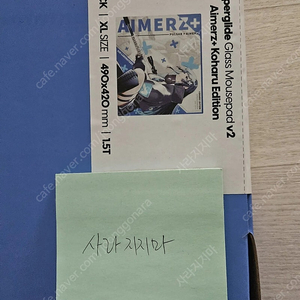 AIMERZ+
perglide Glass Mousepad v2
Aimerz+ Koharu Edition
CK | XL SIZE | 490x420 mm | 1.5T
사라지지마